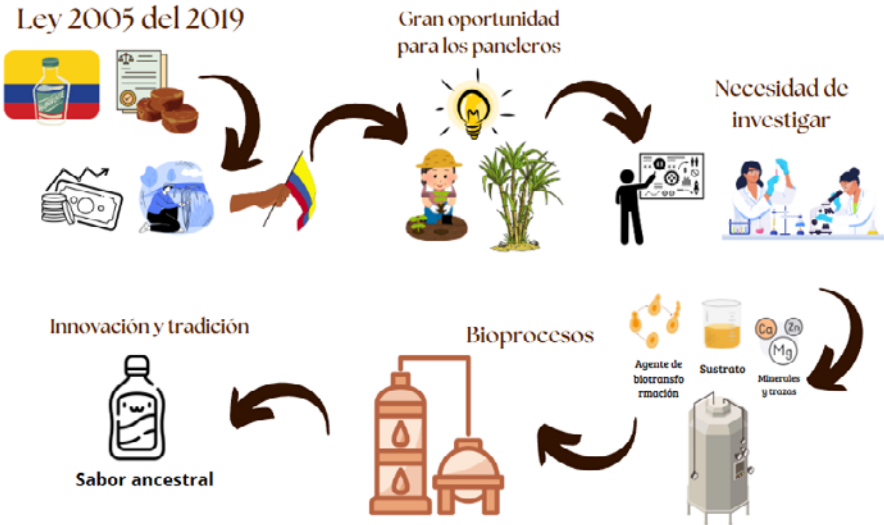 Ley 2005 del 2019
Gran oportunidad
para los paneleros
Necesidad de
investigar
Innovación y tradición
Sabor ancestral
Bioprocesos
Agente de
biotransfo
rmación
Sustrato
Ca
Zn
Mg
Minerales
y trazas